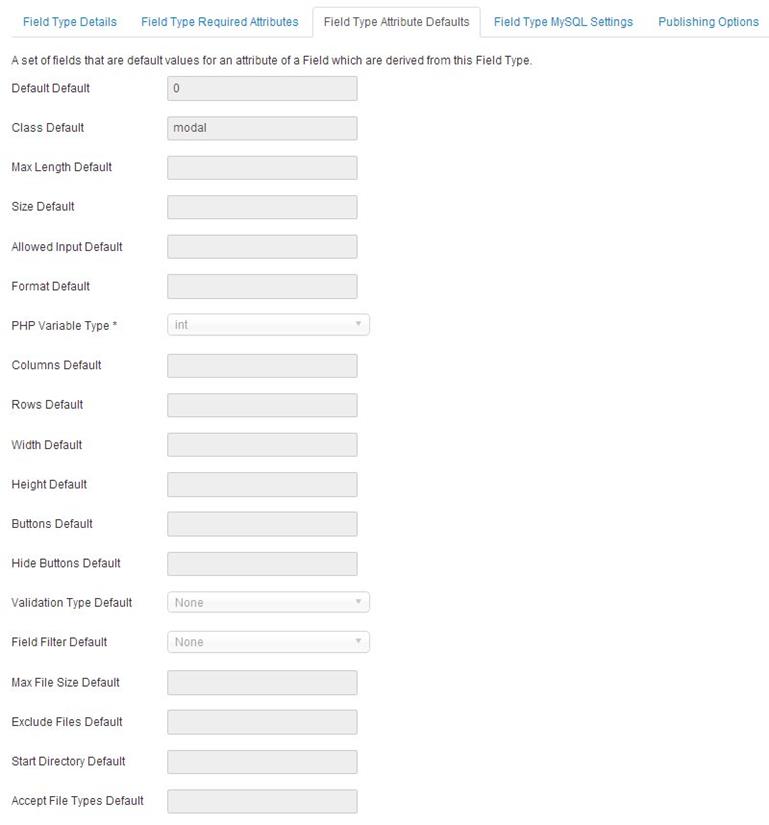 Field Type Details Field Type Required Attributes Field Type Attribute Defaults Field Type MySQL Settings Publishing Options
A set of fields that are default values for an attribute of a Field which are derived from this Field Type.
Default Default 0
Class Default modal
Max Length Default
Size Default
Allowed Input Default
Format Default
PHP Variable Type * int
Columns Default
Rows Default
Width Default
Height Default
Buttons Default
Hide Buttons Default
Validation Type Default None
Field Filter Default None
Max File Size Default
Exclude Files Default
Start Directory Default
Accept File Types Default